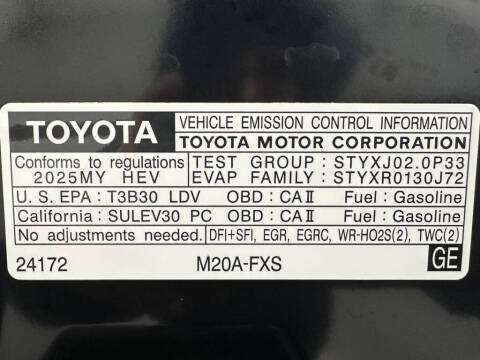 TOYOTA VEHICLE EMISSION CONTROL INFORMATION
TOYOTA MOTOR CORPORATION
Conforms to regulations TEST GROUP : STYXJ02.0P33
2025MY HEV EVAP FAMILY : STYXR0130J72
U. S. EPA : T3B30 LDV OBD : CAⅡ Fuel : Gasoline
California : SULEV30 PC OBD : CAⅡ Fuel : Gasoline
No adjustments needed. DFI+SFI, EGR, EGRC, WR-HO2S(2), TWC(2)
24172 M20A-FXS GE